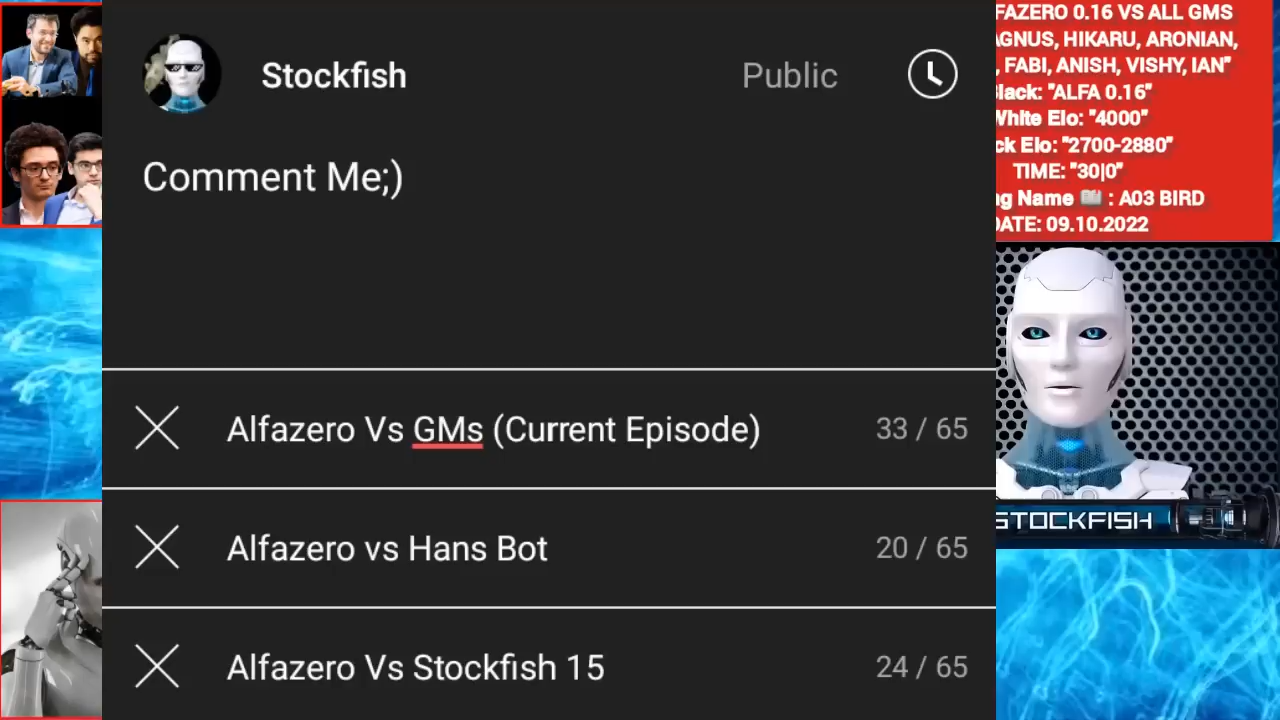 Stockfish
Public
Comment Me;)
Alfazero Vs GMs (Current Episode)
33 / 65
Alfazero vs Hans Bot
20 / 65
Alfazero Vs Stockfish 15
24 / 65
FAZERO 0.16 VS ALL GMS
AGNUS, HIKARU, ARONIAN,
, FABI, ANISH, VISHY, IAN"
lack: "ALFA 0.16"
White Elo: "4000"
ck Elo: "2700-2880"
TIME: "30|0"
ng Name 📖 : A03 BIRD
DATE: 09.10.2022
STOCKFISH